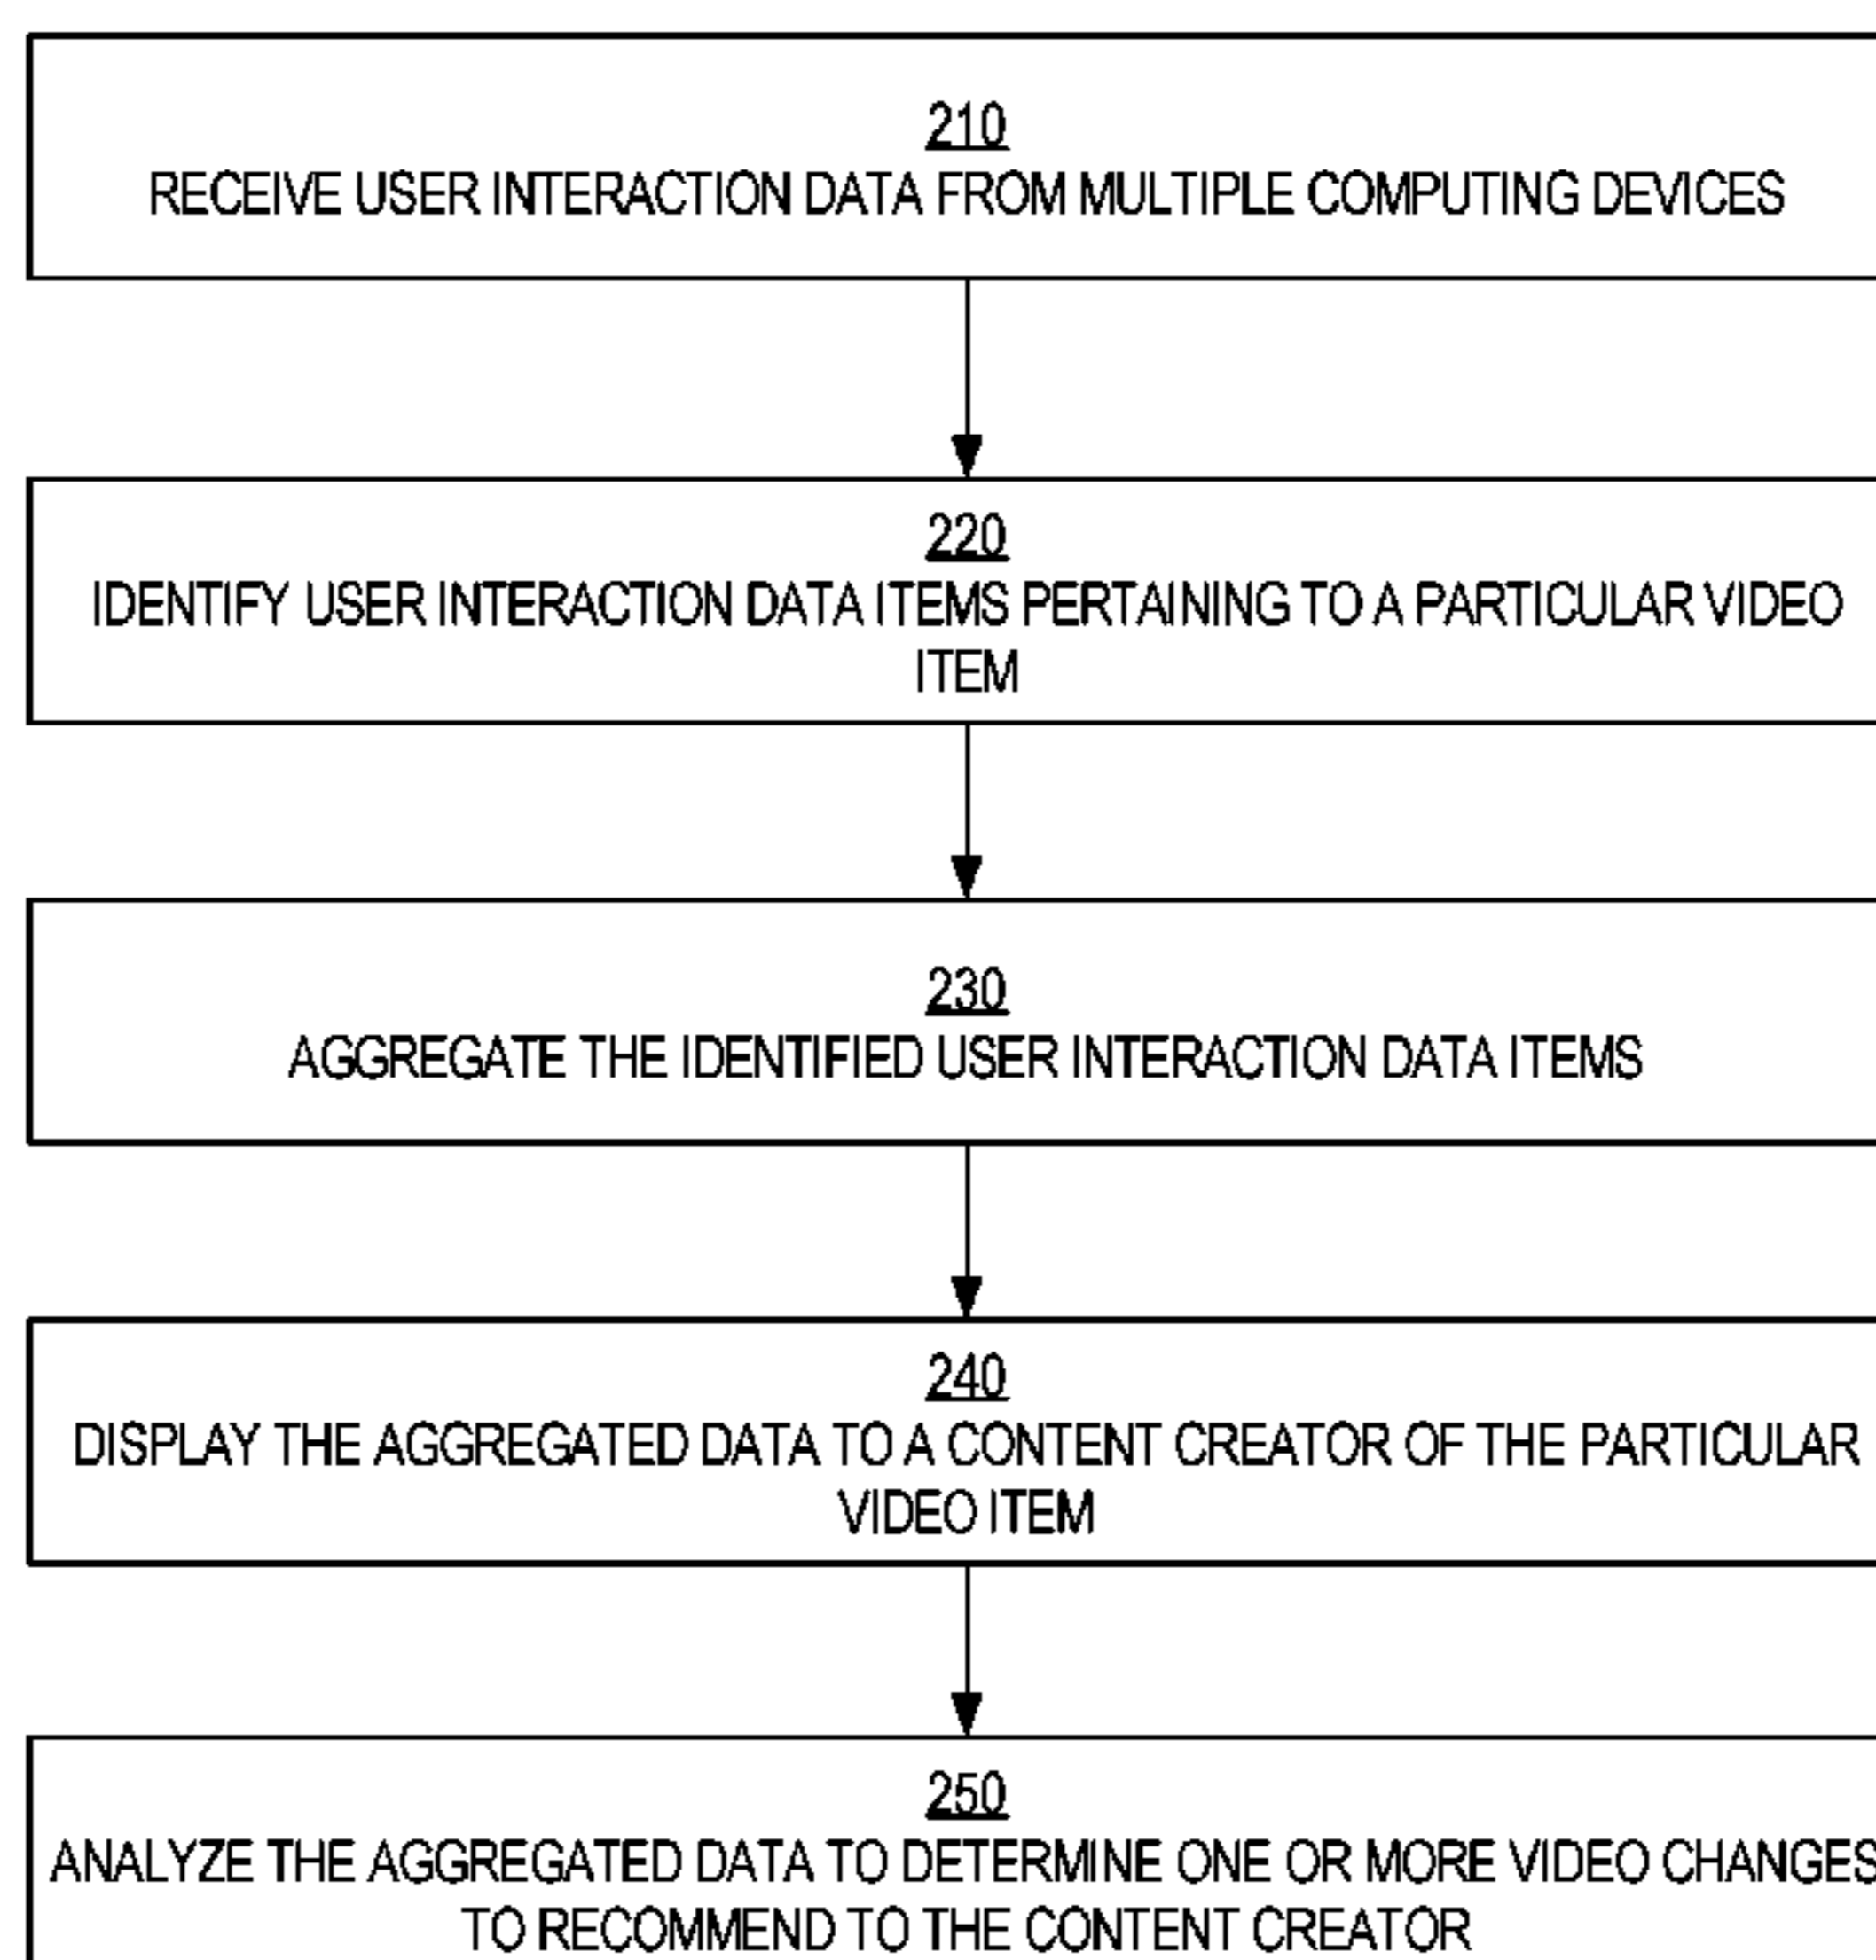 210
RECEIVE USER INTERACTION DATA FROM MULTIPLE COMPUTING DEVICES
220
IDENTIFY USER INTERACTION DATA ITEMS PERTAINING TO A PARTICULAR VIDEO
ITEM
230
AGGREGATE THE IDENTIFIED USER INTERACTION DATA ITEMS
240
DISPLAY THE AGGREGATED DATA TO A CONTENT CREATOR OF THE PARTICULAR
VIDEO ITEM
250
ANALYZE THE AGGREGATED DATA TO DETERMINE ONE OR MORE VIDEO CHANGES
TO RECOMMEND TO THE CONTENT CREATOR